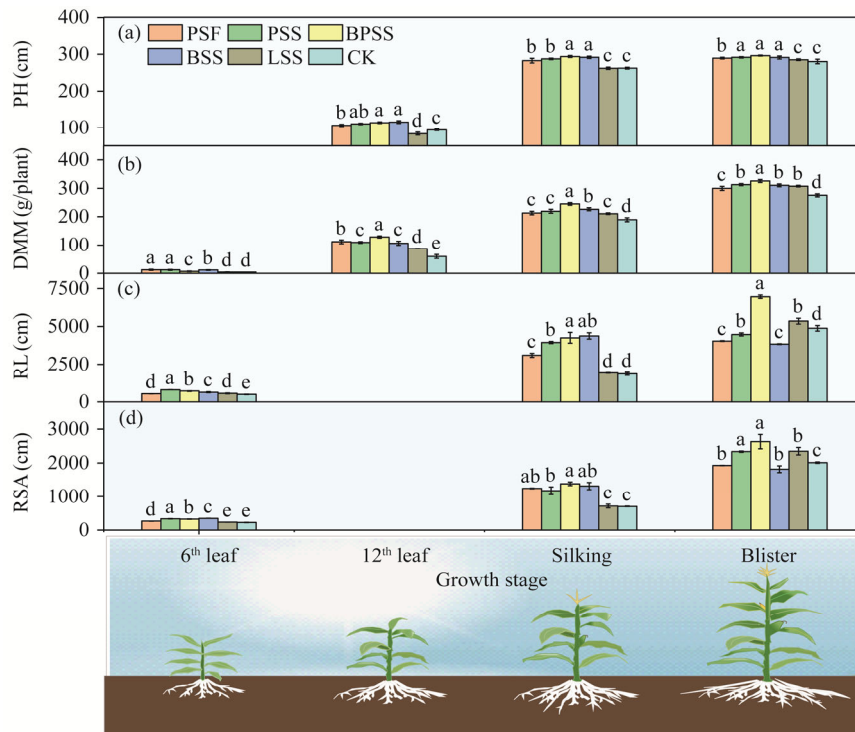 (a) PSF PSS BPSS
BSS LSS CK
PH (cm)
400
300
200
100
b ab a a d c
b b a a c c
b a a a c c
(b)
DMM (g/plant)
400
300
200
100
0
a a c b d d
b c a c d e
c c a b c d
c b a b b d
(c)
RL (cm)
7500
5000
2500
0
d a b c d e
c b a ab d d
c b a c d d
(d)
RSA (cm)
3000
2000
1000
0
d a b a e e
ab b a ab c c
b a a b b c
6th leaf 12th leaf Silking Blister
Growth stage